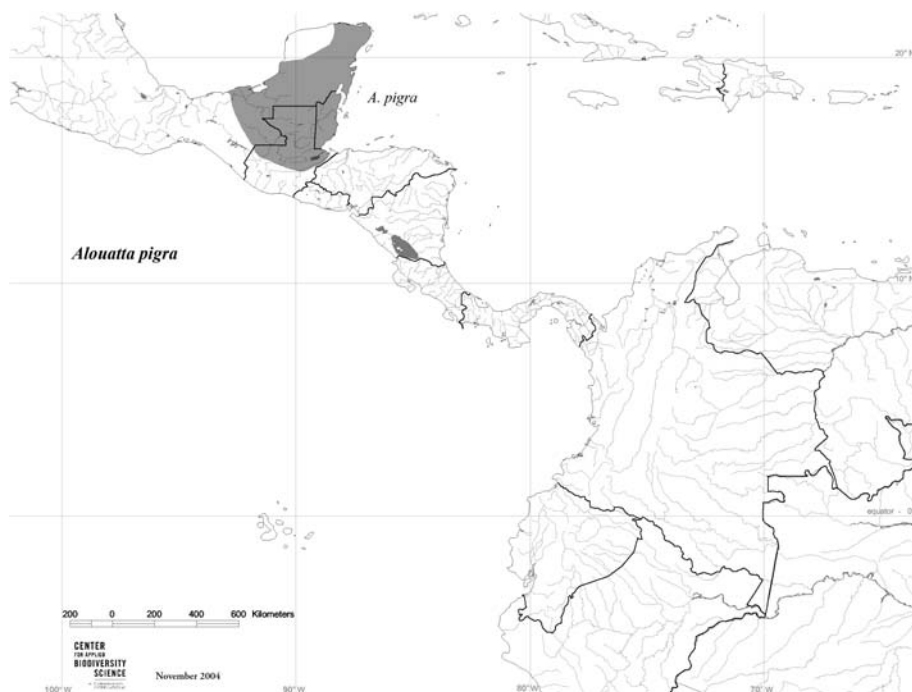 20° N
A. pigra
Alouatta pigra
10° N
equator - 0
200 0 200 400 600 Kilometers
CENTER
FOR APPLIED
BIODIVERSITY
SCIENCE
November 2004
100° W 90° W 80° W 70° W